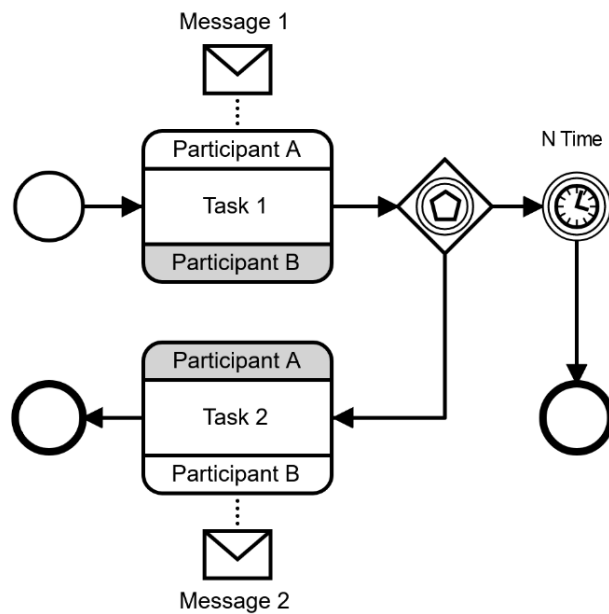 Message 1
Participant A
Task 1
Participant B
N Time
Participant A
Task 2
Participant B
Message 2